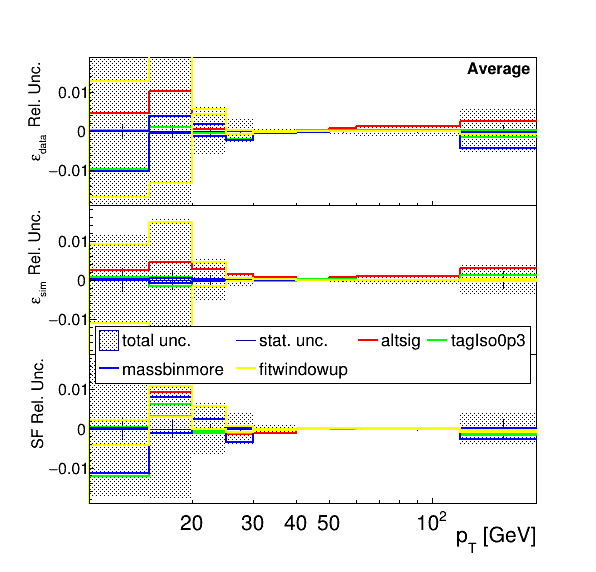 Average
ε_data Rel. Unc.
0.01
0
−0.01
ε_sim Rel. Unc.
0.01
0
−0.01
total unc. stat. unc. altsig tagIso0p3
massbinmore fitwindowup
SF Rel. Unc.
0.01
0
−0.01
20 30 40 50 10²
p_T [GeV]